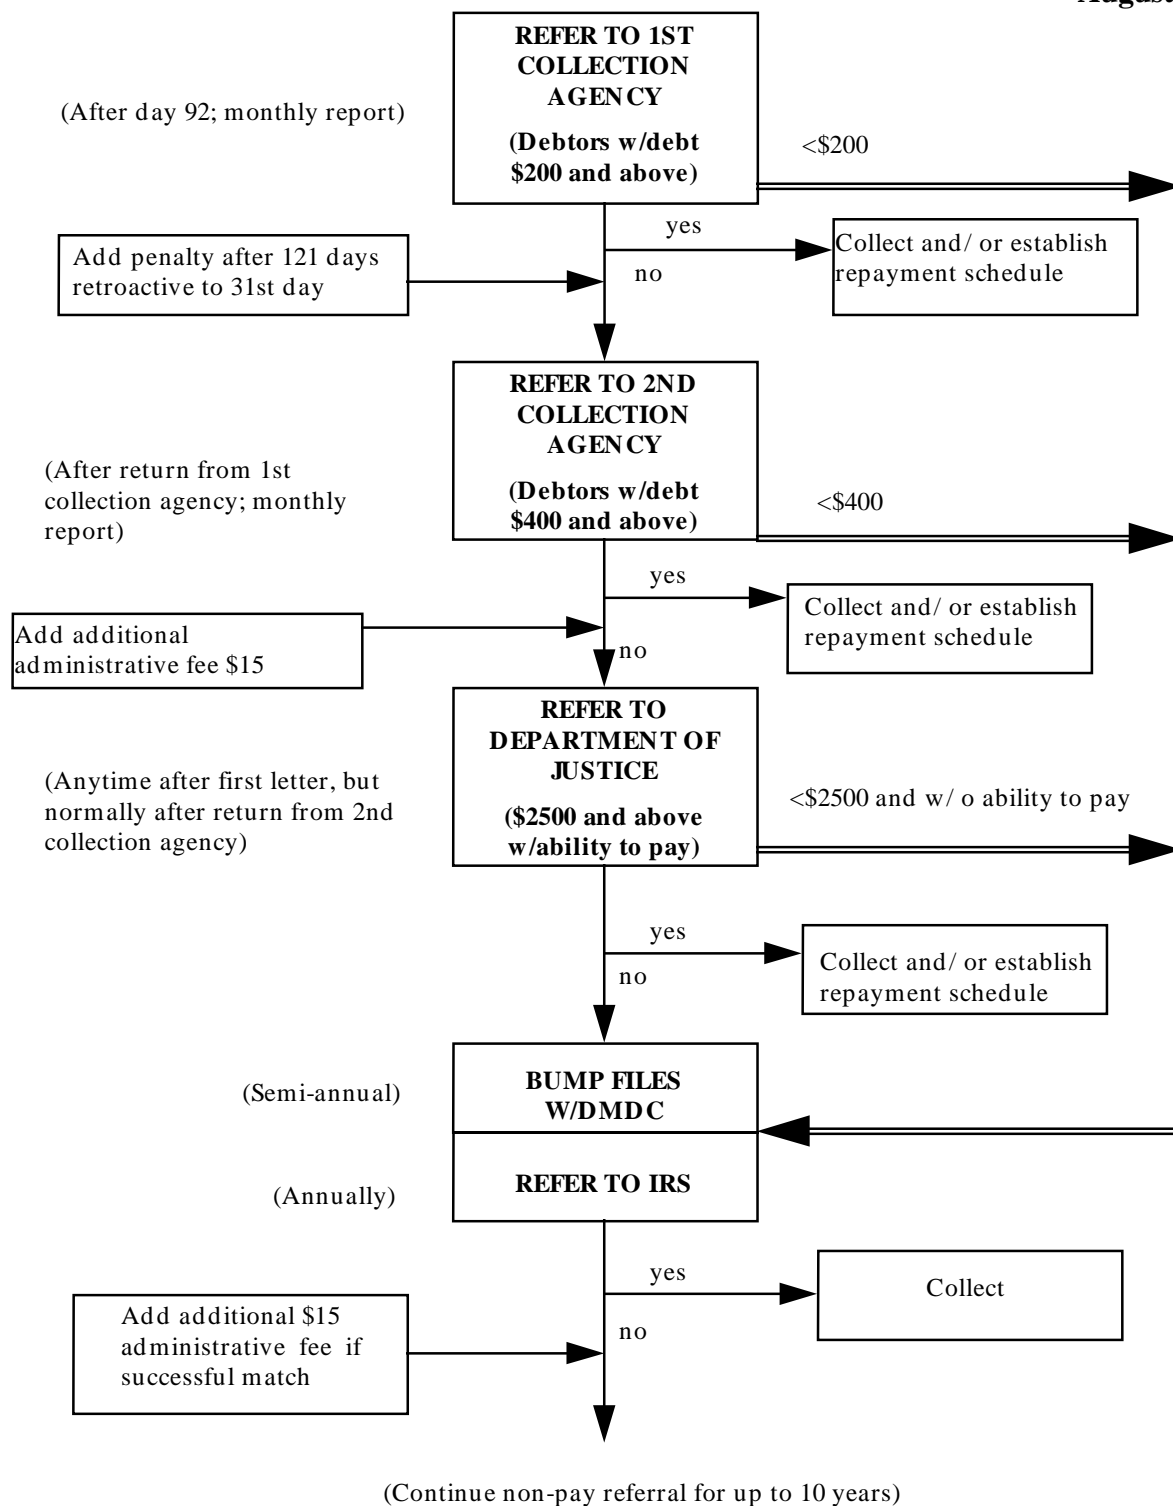 August
REFER TO 1ST
COLLECTION
AGENCY
(Debtors w/debt
$200 and above)
(After day 92; monthly report)
<$200
yes
no
Collect and/ or establish
repayment schedule
Add penalty after 121 days
retroactive to 31st day
REFER TO 2ND
COLLECTION
AGENCY
(Debtors w/debt
$400 and above)
(After return from 1st
collection agency; monthly
report)
<$400
yes
no
Collect and/ or establish
repayment schedule
Add additional
administrative fee $15
REFER TO
DEPARTMENT OF
JUSTICE
($2500 and above
w/ability to pay)
(Anytime after first letter, but
normally after return from 2nd
collection agency)
<$2500 and w/ o ability to pay
yes
no
Collect and/ or establish
repayment schedule
(Semi-annual)
BUMP FILES
W/DMDC
(Annually)
REFER TO IRS
yes
no
Collect
Add additional $15
administrative fee if
successful match
(Continue non-pay referral for up to 10 years)